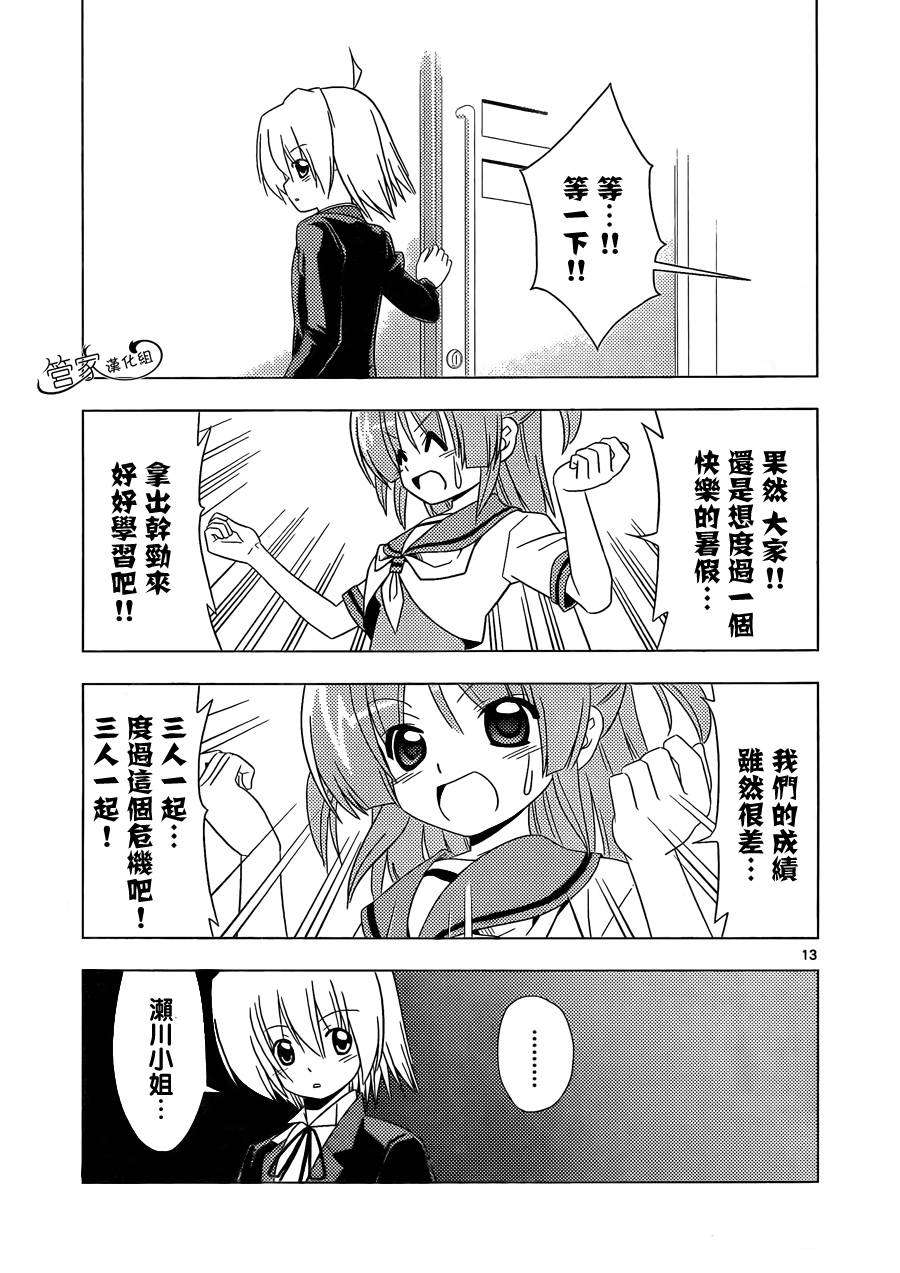 等…!!
等一下!!
管家
漢化組
果然 大家!!
還是想度過一個
快樂的暑假…
拿出幹勁來
好好學習吧!!
我們的成績
雖然很差…
三人一起…
度過這個危機吧！
三人一起！
13
………
瀬川小姐…